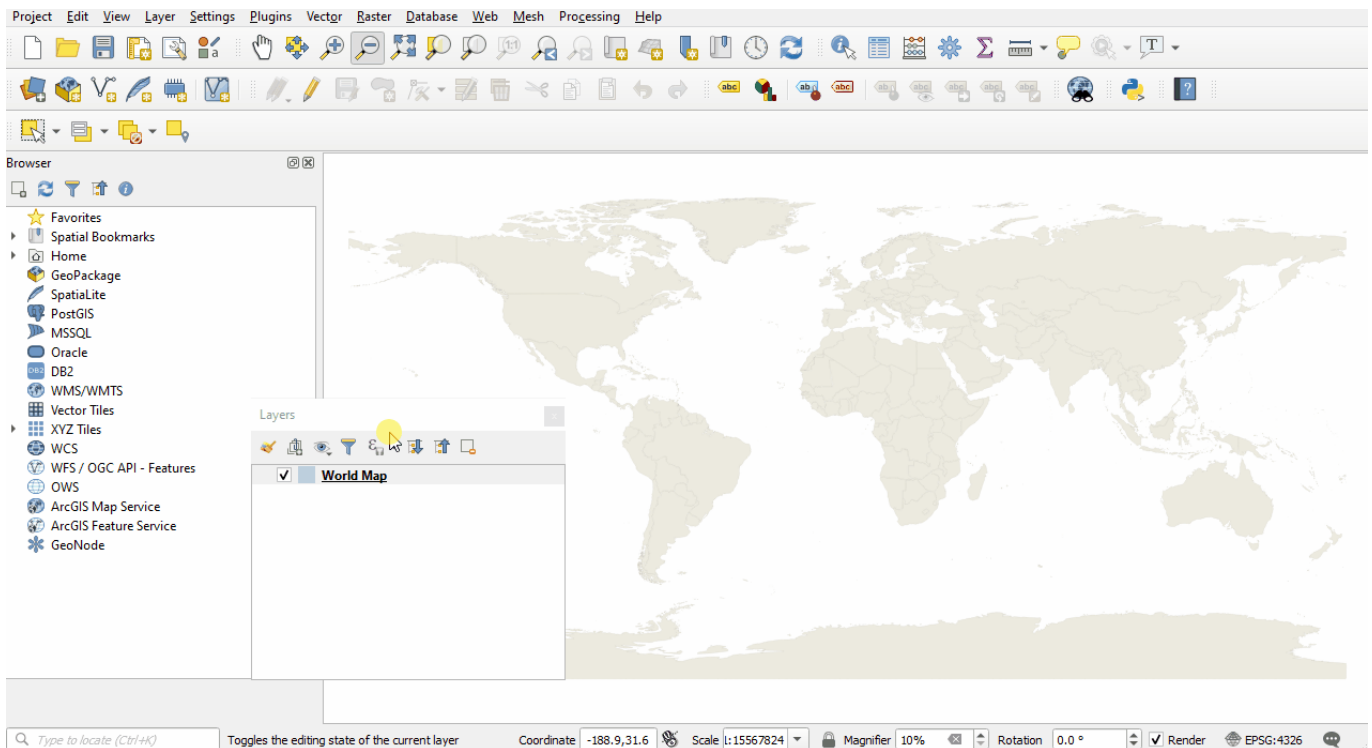 Project Edit View Layer Settings Plugins Vector Raster Database Web Mesh Processing Help
Browser
Favorites
Spatial Bookmarks
Home
GeoPackage
SpatiaLite
PostGIS
MSSQL
Oracle
DB2
WMS/WMTS
Vector Tiles
XYZ Tiles
WCS
WFS / OGC API - Features
OWS
ArcGIS Map Service
ArcGIS Feature Service
GeoNode
Layers
World Map
Type to locate (Ctrl+K) Toggles the editing state of the current layer Coordinate -188.9,31.6 Scale 1:15567824 Magnifier 10% Rotation 0.0 ° Render EPSG:4326